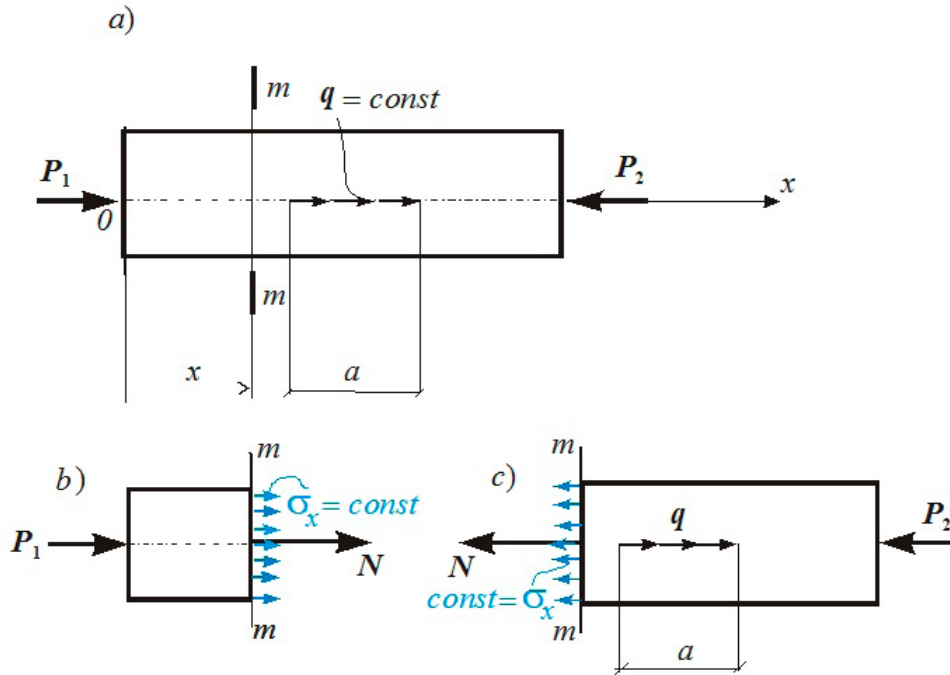 a)
m
q = const
P₁
P₂
x
0
m
x
a
b)
m
σₓ = const
P₁
N
m
c)
m
q
P₂
N
const = σₓ
m
a